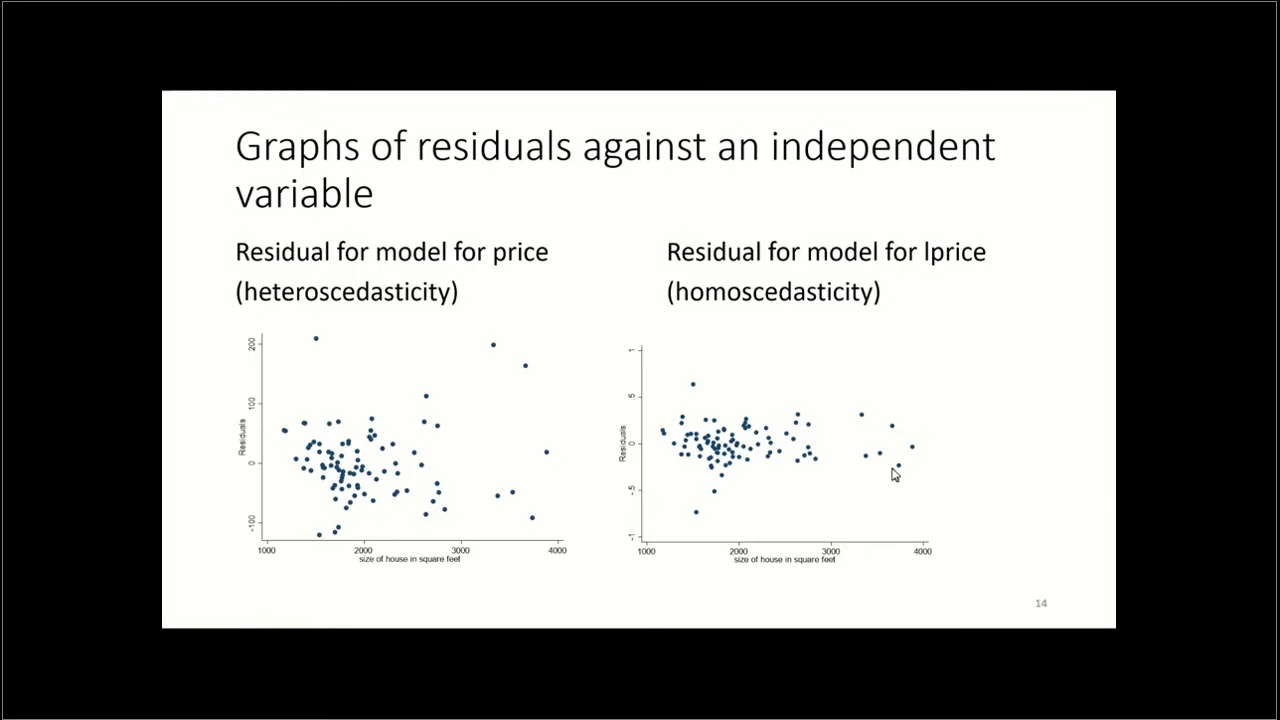 Graphs of residuals against an independent
variable
Residual for model for price
(heteroscedasticity)
Residual for model for lprice
(homoscedasticity)
200
100
0
-100
Residuals
1000 2000 3000 4000
size of house in square feet
1
.5
0
-.5
-1
Residuals
1000 2000 3000 4000
size of house in square feet
14